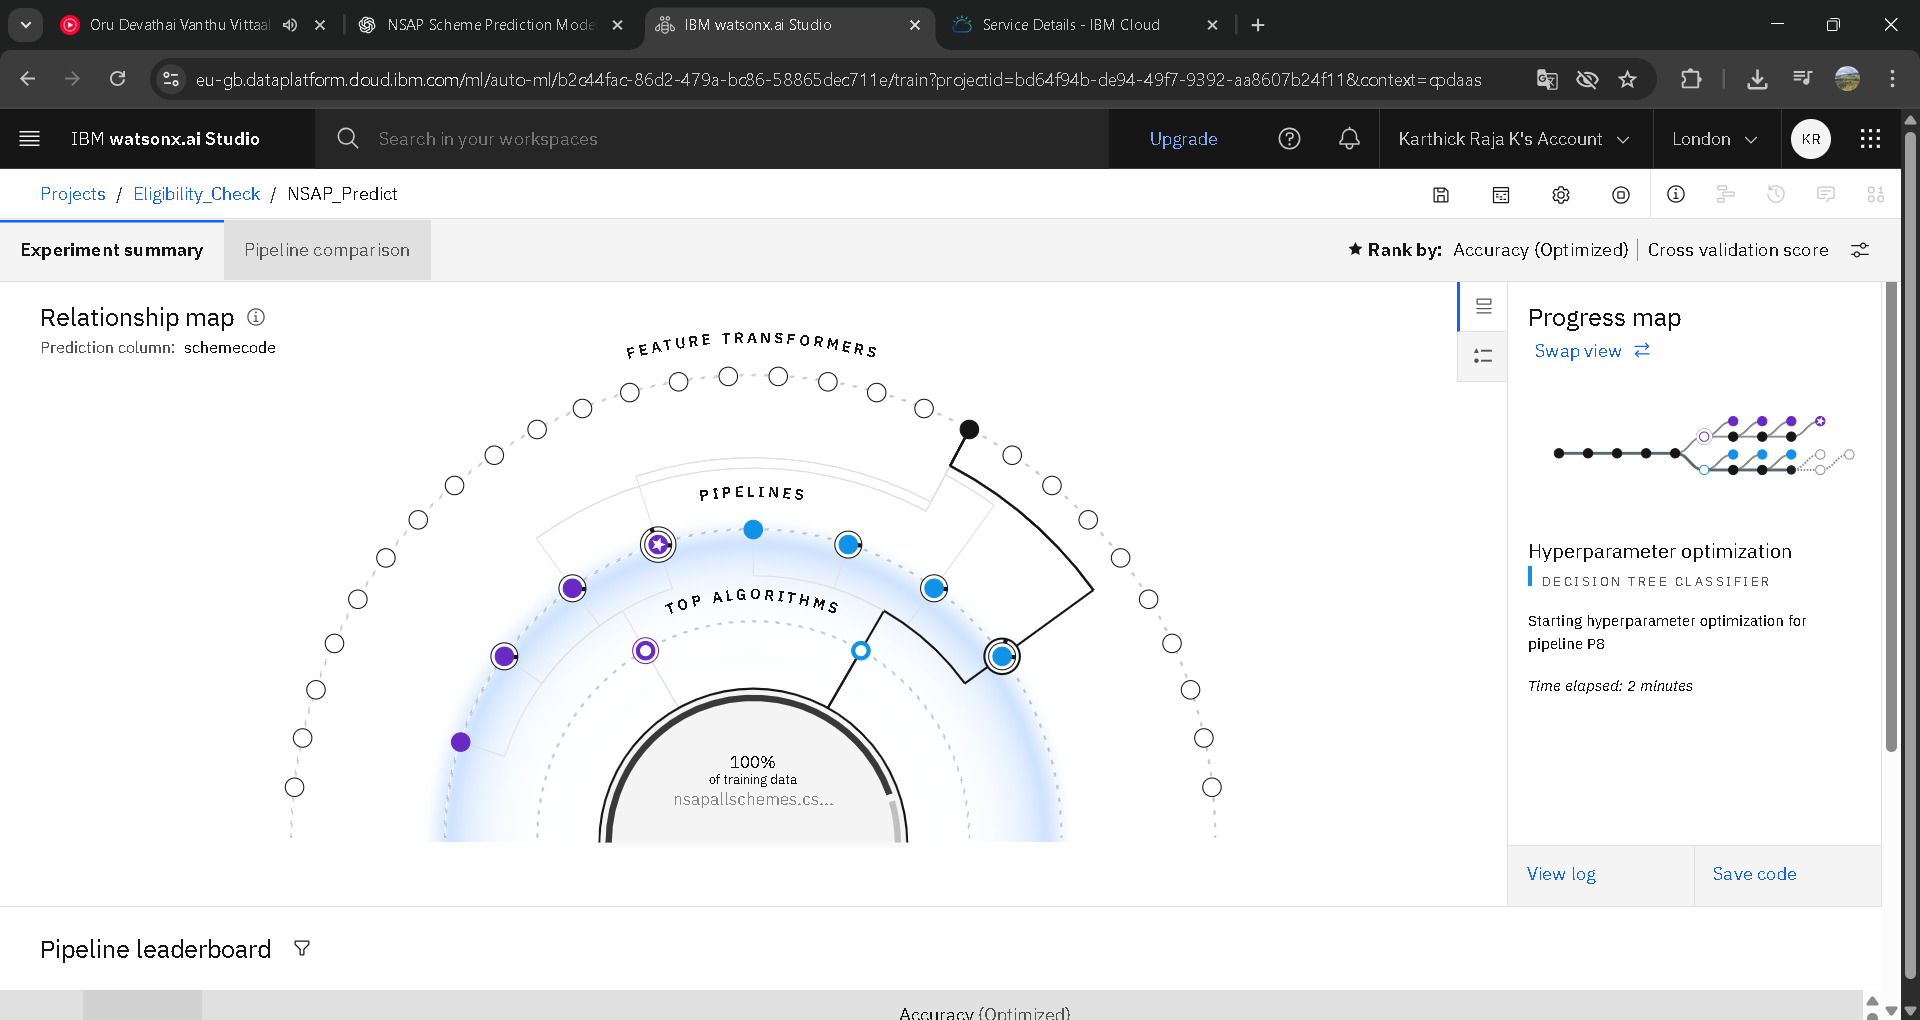 Oru Devathai Vanthu Vittaal
NSAP Scheme Prediction Mode
IBM watsonx.ai Studio
Service Details - IBM Cloud
eu-gb.dataplatform.cloud.ibm.com/ml/auto-ml/b2c44fac-86d2-479a-bc86-58865dec711e/train?projectid=bd64f94b-de94-49f7-9392-aa8607b24f11&context=cpdaas
IBM watsonx.ai Studio
Search in your workspaces
Upgrade
Karthick Raja K's Account
London
KR
Projects / Eligibility_Check / NSAP_Predict
Experiment summary
Pipeline comparison
Rank by: Accuracy (Optimized) | Cross validation score
Relationship map
Prediction column: schemecode
FEATURE TRANSFORMERS
PIPELINES
TOP ALGORITHMS
100%
of training data
nsapallschemes.cs...
Progress map
Swap view
Hyperparameter optimization
DECISION TREE CLASSIFIER
Starting hyperparameter optimization for
pipeline P8
Time elapsed: 2 minutes
View log
Save code
Pipeline leaderboard
Accuracy (Optimized)